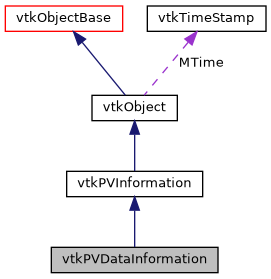 vtkObjectBase
vtkTimeStamp
MTime
vtkObject
vtkPVInformation
vtkPVDataInformation